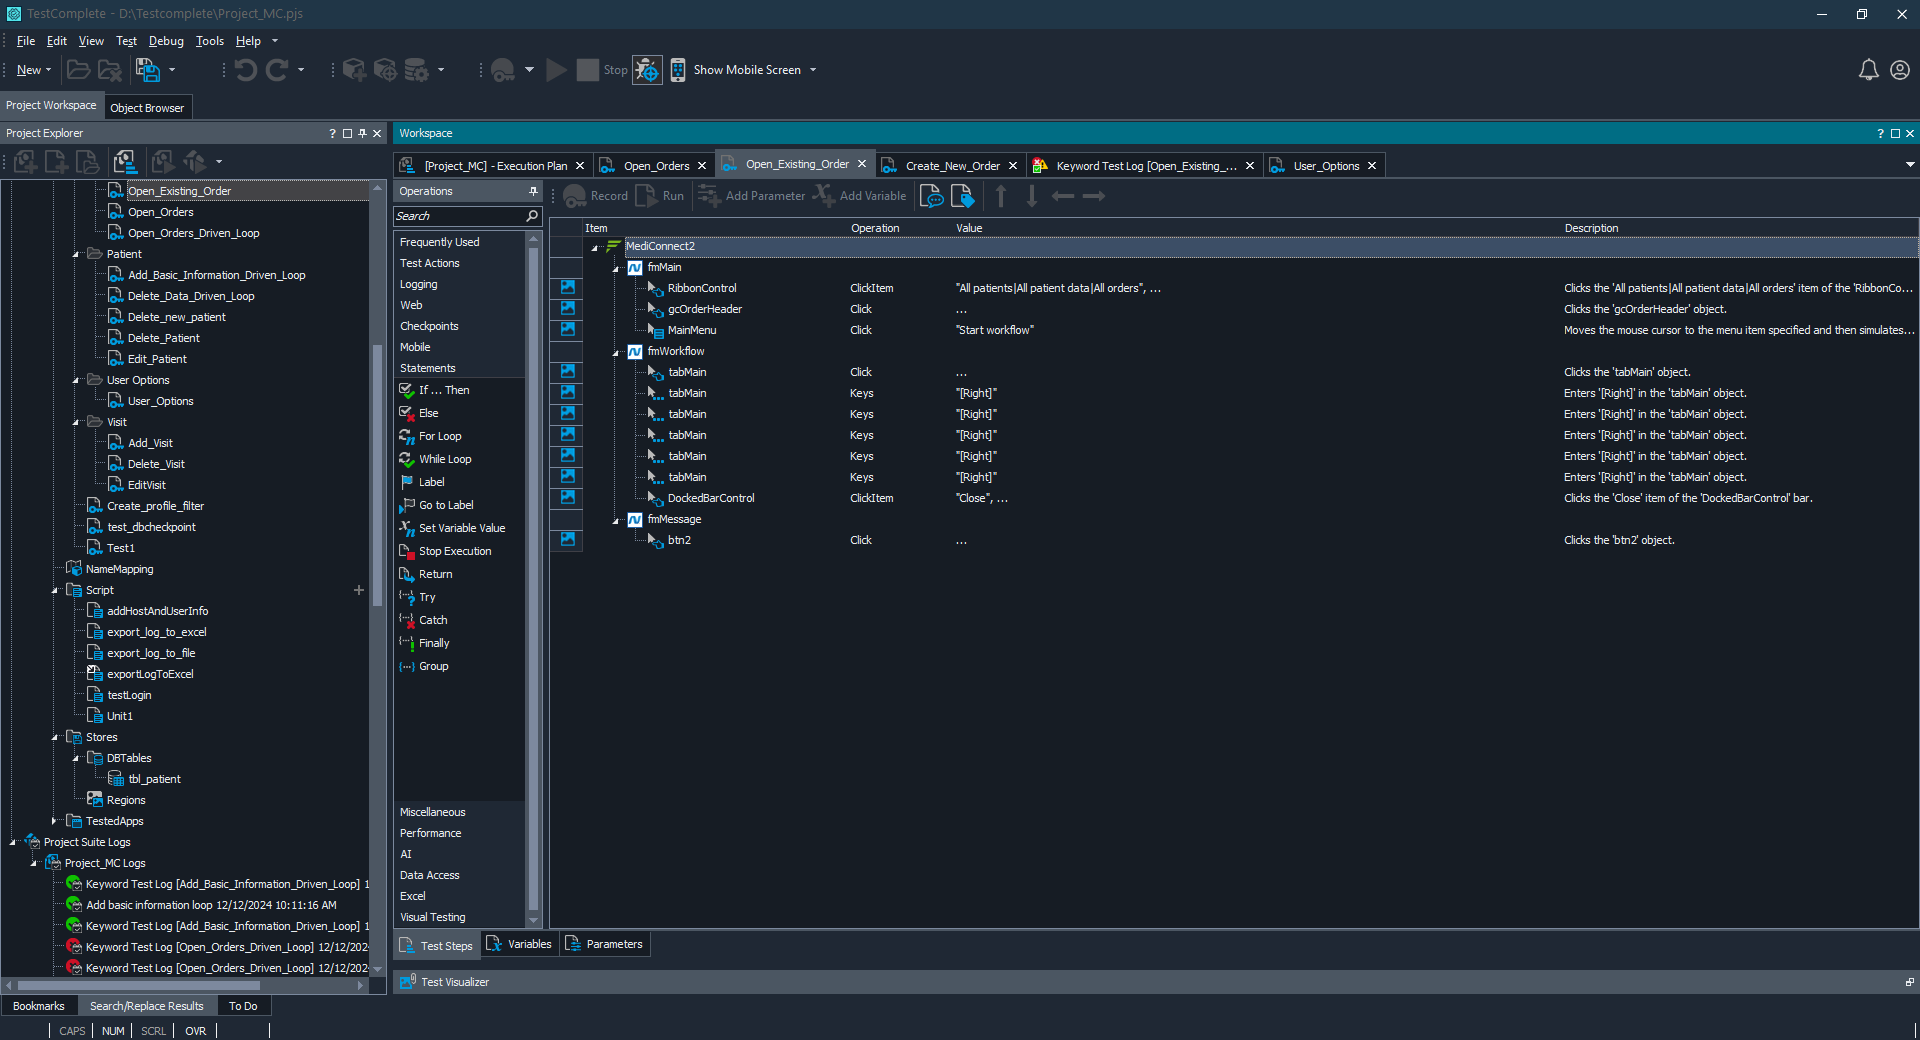 TestComplete - D:\Testcomplete\Project_MC.pjs
File Edit View Test Debug Tools Help
New Stop Show Mobile Screen
Project Workspace Object Browser
Project Explorer
Open_Existing_Order
Open_Orders
Open_Orders_Driven_Loop
Patient
Add_Basic_Information_Driven_Loop
Delete_Data_Driven_Loop
Delete_new_patient
Delete_Patient
Edit_Patient
User Options
User_Options
Visit
Add_Visit
Delete_Visit
EditVisit
Create_profile_filter
test_dbcheckpoint
Test1
NameMapping
Script
addHostAndUserInfo
export_log_to_excel
export_log_to_file
exportLogToExcel
testLogin
Unit1
Stores
DBTables
tbl_patient
Regions
TestedApps
Project Suite Logs
Project_MC Logs
Keyword Test Log [Add_Basic_Information_Driven_Loop] 1
Add basic information loop 12/12/2024 10:11:16 AM
Keyword Test Log [Add_Basic_Information_Driven_Loop] 1
Keyword Test Log [Open_Orders_Driven_Loop] 12/12/202
Keyword Test Log [Open_Orders_Driven_Loop] 12/12/202
Workspace
[Project_MC] - Execution Plan Open_Orders Open_Existing_Order Create_New_Order Keyword Test Log [Open_Existing_... User_Options
Operations
Search
Frequently Used
Test Actions
Logging
Web
Checkpoints
Mobile
Statements
If ... Then
Else
For Loop
While Loop
Label
Go to Label
Set Variable Value
Stop Execution
Return
Try
Catch
Finally
Group
Miscellaneous
Performance
AI
Data Access
Excel
Visual Testing
Record Run Add Parameter Add Variable
Item Operation Value Description
MediConnect2
fmMain
RibbonControl ClickItem "All patients|All patient data|All orders", ... Clicks the 'All patients|All patient data|All orders' item of the 'RibbonCo...
gcOrderHeader Click ... Clicks the 'gcOrderHeader' object.
MainMenu Click "Start workflow" Moves the mouse cursor to the menu item specified and then simulates...
fmWorkflow
tabMain Click ... Clicks the 'tabMain' object.
tabMain Keys "[Right]" Enters '[Right]' in the 'tabMain' object.
tabMain Keys "[Right]" Enters '[Right]' in the 'tabMain' object.
tabMain Keys "[Right]" Enters '[Right]' in the 'tabMain' object.
tabMain Keys "[Right]" Enters '[Right]' in the 'tabMain' object.
tabMain Keys "[Right]" Enters '[Right]' in the 'tabMain' object.
DockedBarControl ClickItem "Close", ... Clicks the 'Close' item of the 'DockedBarControl' bar.
fmMessage
btn2 Click ... Clicks the 'btn2' object.
Test Steps Variables Parameters
Test Visualizer
Bookmarks Search/Replace Results To Do
CAPS NUM SCRL OVR